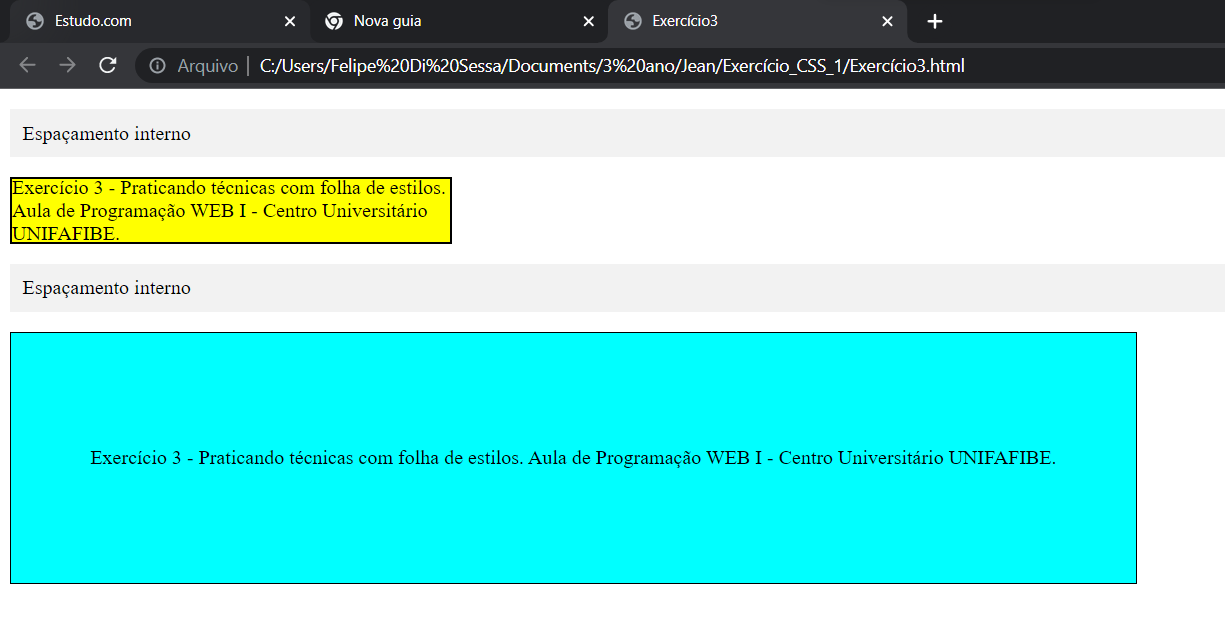 Estudo.com
Nova guia
Exercício3
Arquivo | C:/Users/Felipe%20Di%20Sessa/Documents/3%20ano/Jean/Exercício_CSS_1/Exercício3.html
Espaçamento interno
Exercício 3 - Praticando técnicas com folha de estilos.
Aula de Programação WEB I - Centro Universitário
UNIFAFIBE.
Espaçamento interno
Exercício 3 - Praticando técnicas com folha de estilos. Aula de Programação WEB I - Centro Universitário UNIFAFIBE.